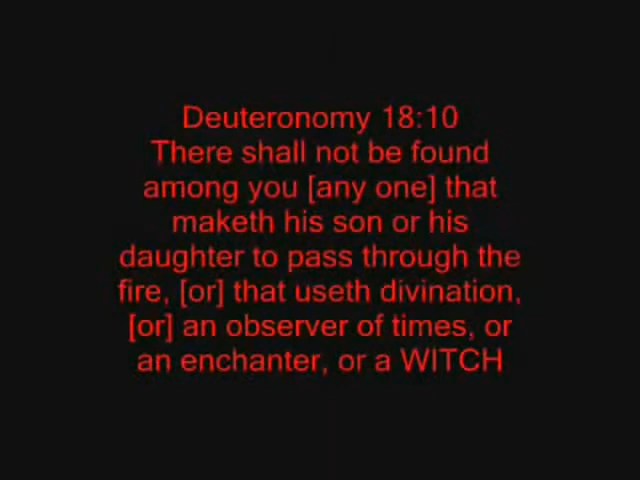 Deuteronomy 18:10
There shall not be found
among you [any one] that
maketh his son or his
daughter to pass through the
fire, [or] that useth divination,
[or] an observer of times, or
an enchanter, or a WITCH